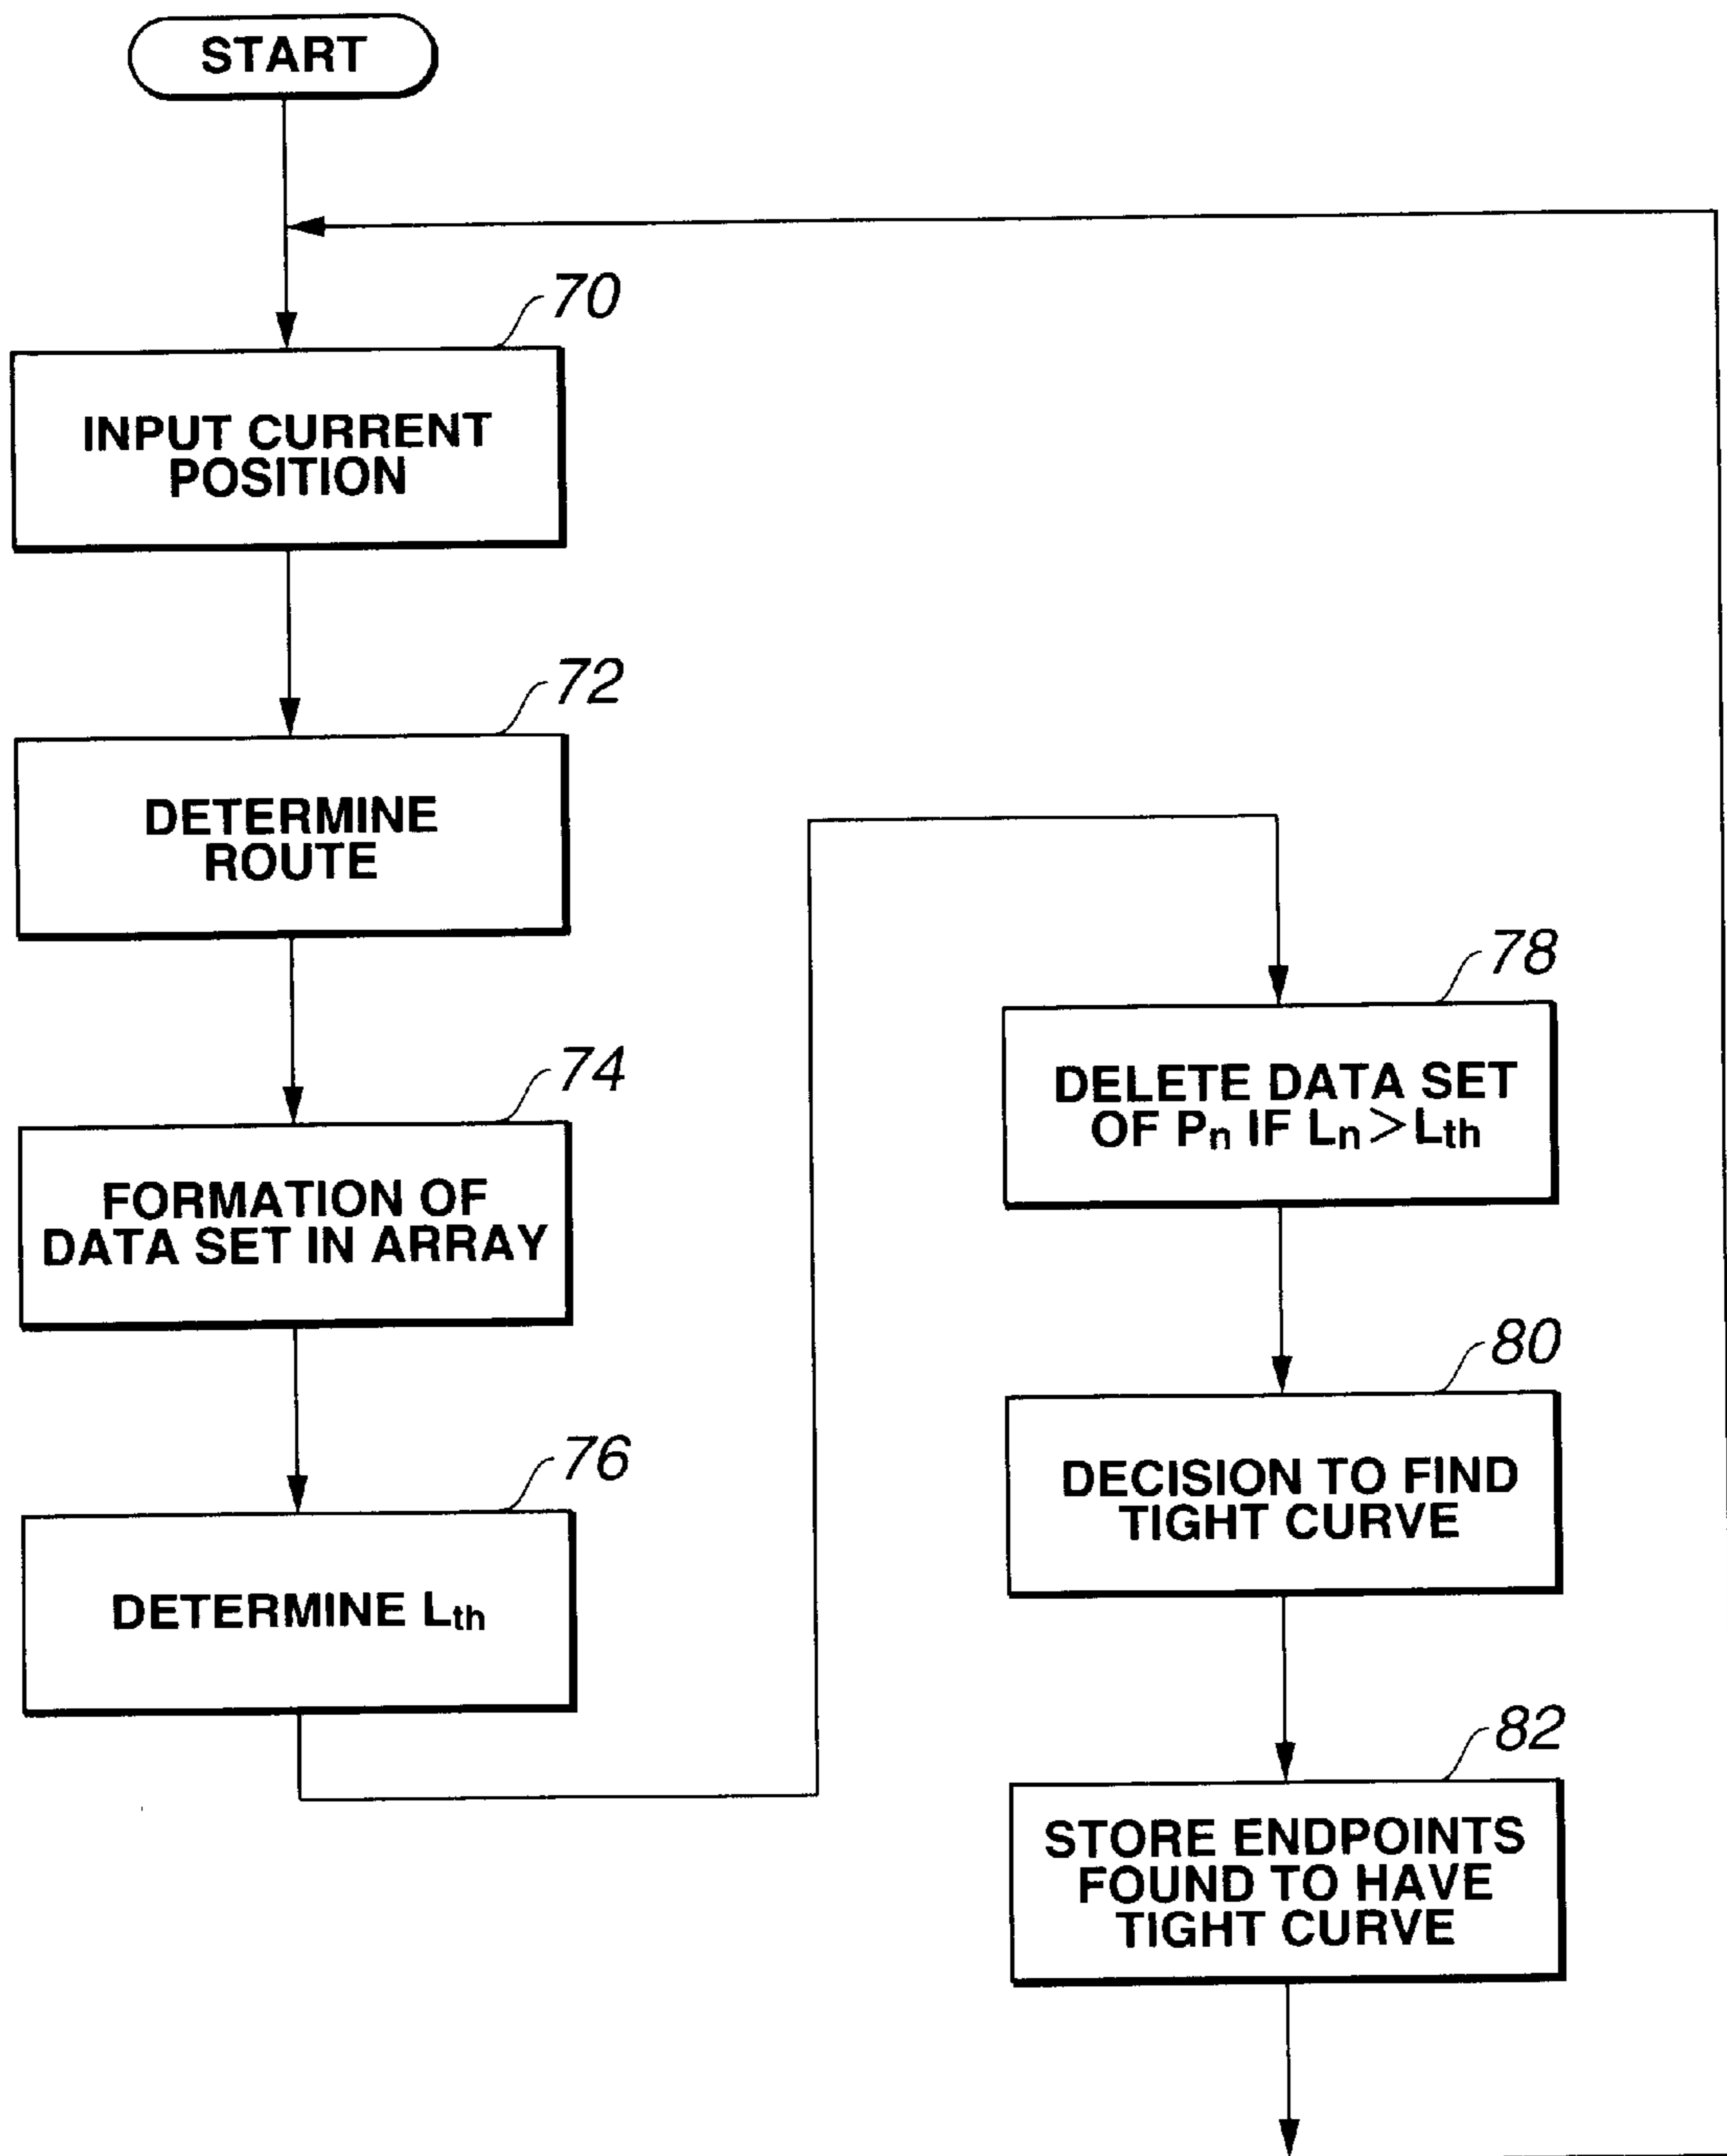 START
70
INPUT CURRENT
POSITION
72
DETERMINE
ROUTE
74
FORMATION OF
DATA SET IN ARRAY
76
DETERMINE Lth
78
DELETE DATA SET
OF Pn IF Ln > Lth
80
DECISION TO FIND
TIGHT CURVE
82
STORE ENDPOINTS
FOUND TO HAVE
TIGHT CURVE